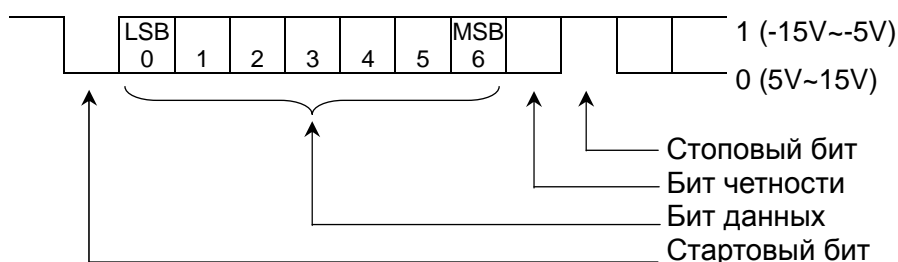 LSB MSB 1 (-15V~-5V)
0 1 2 3 4 5 6
0 (5V~15V)
Стоповый бит
Бит четности
Бит данных
Стартовый бит